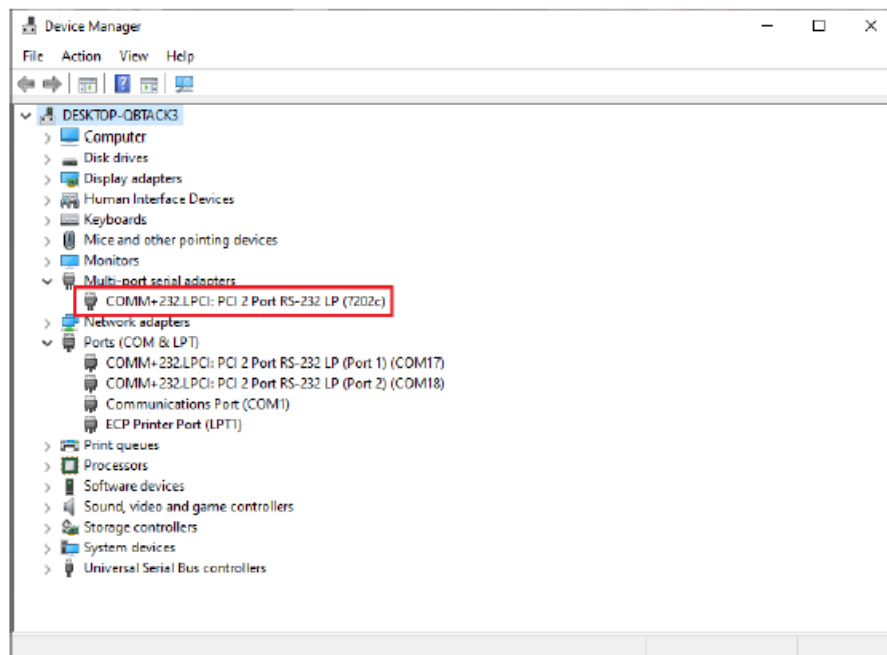 Device Manager
File Action View Help
DESKTOP-QBTACK3
Computer
Disk drives
Display adapters
Human Interface Devices
Keyboards
Mice and other pointing devices
Monitors
Multi-port serial adapters
COMM+232.LPCI: PCI 2 Port RS-232 LP (7202c)
Network adapters
Ports (COM & LPT)
COMM+232.LPCI: PCI 2 Port RS-232 LP (Port 1) (COM17)
COMM+232.LPCI: PCI 2 Port RS-232 LP (Port 2) (COM18)
Communications Port (COM1)
ECP Printer Port (LPT1)
Print queues
Processors
Software devices
Sound, video and game controllers
Storage controllers
System devices
Universal Serial Bus controllers